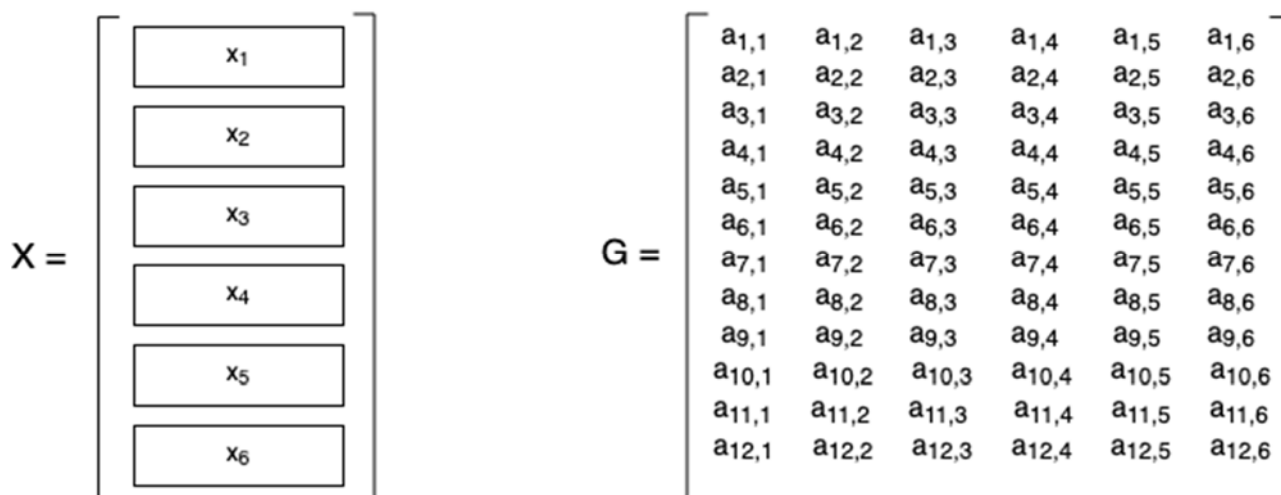 X =
x1
x2
x3
x4
x5
x6
G =
a1,1 a1,2 a1,3 a1,4 a1,5 a1,6
a2,1 a2,2 a2,3 a2,4 a2,5 a2,6
a3,1 a3,2 a3,3 a3,4 a3,5 a3,6
a4,1 a4,2 a4,3 a4,4 a4,5 a4,6
a5,1 a5,2 a5,3 a5,4 a5,5 a5,6
a6,1 a6,2 a6,3 a6,4 a6,5 a6,6
a7,1 a7,2 a7,3 a7,4 a7,5 a7,6
a8,1 a8,2 a8,3 a8,4 a8,5 a8,6
a9,1 a9,2 a9,3 a9,4 a9,5 a9,6
a10,1 a10,2 a10,3 a10,4 a10,5 a10,6
a11,1 a11,2 a11,3 a11,4 a11,5 a11,6
a12,1 a12,2 a12,3 a12,4 a12,5 a12,6